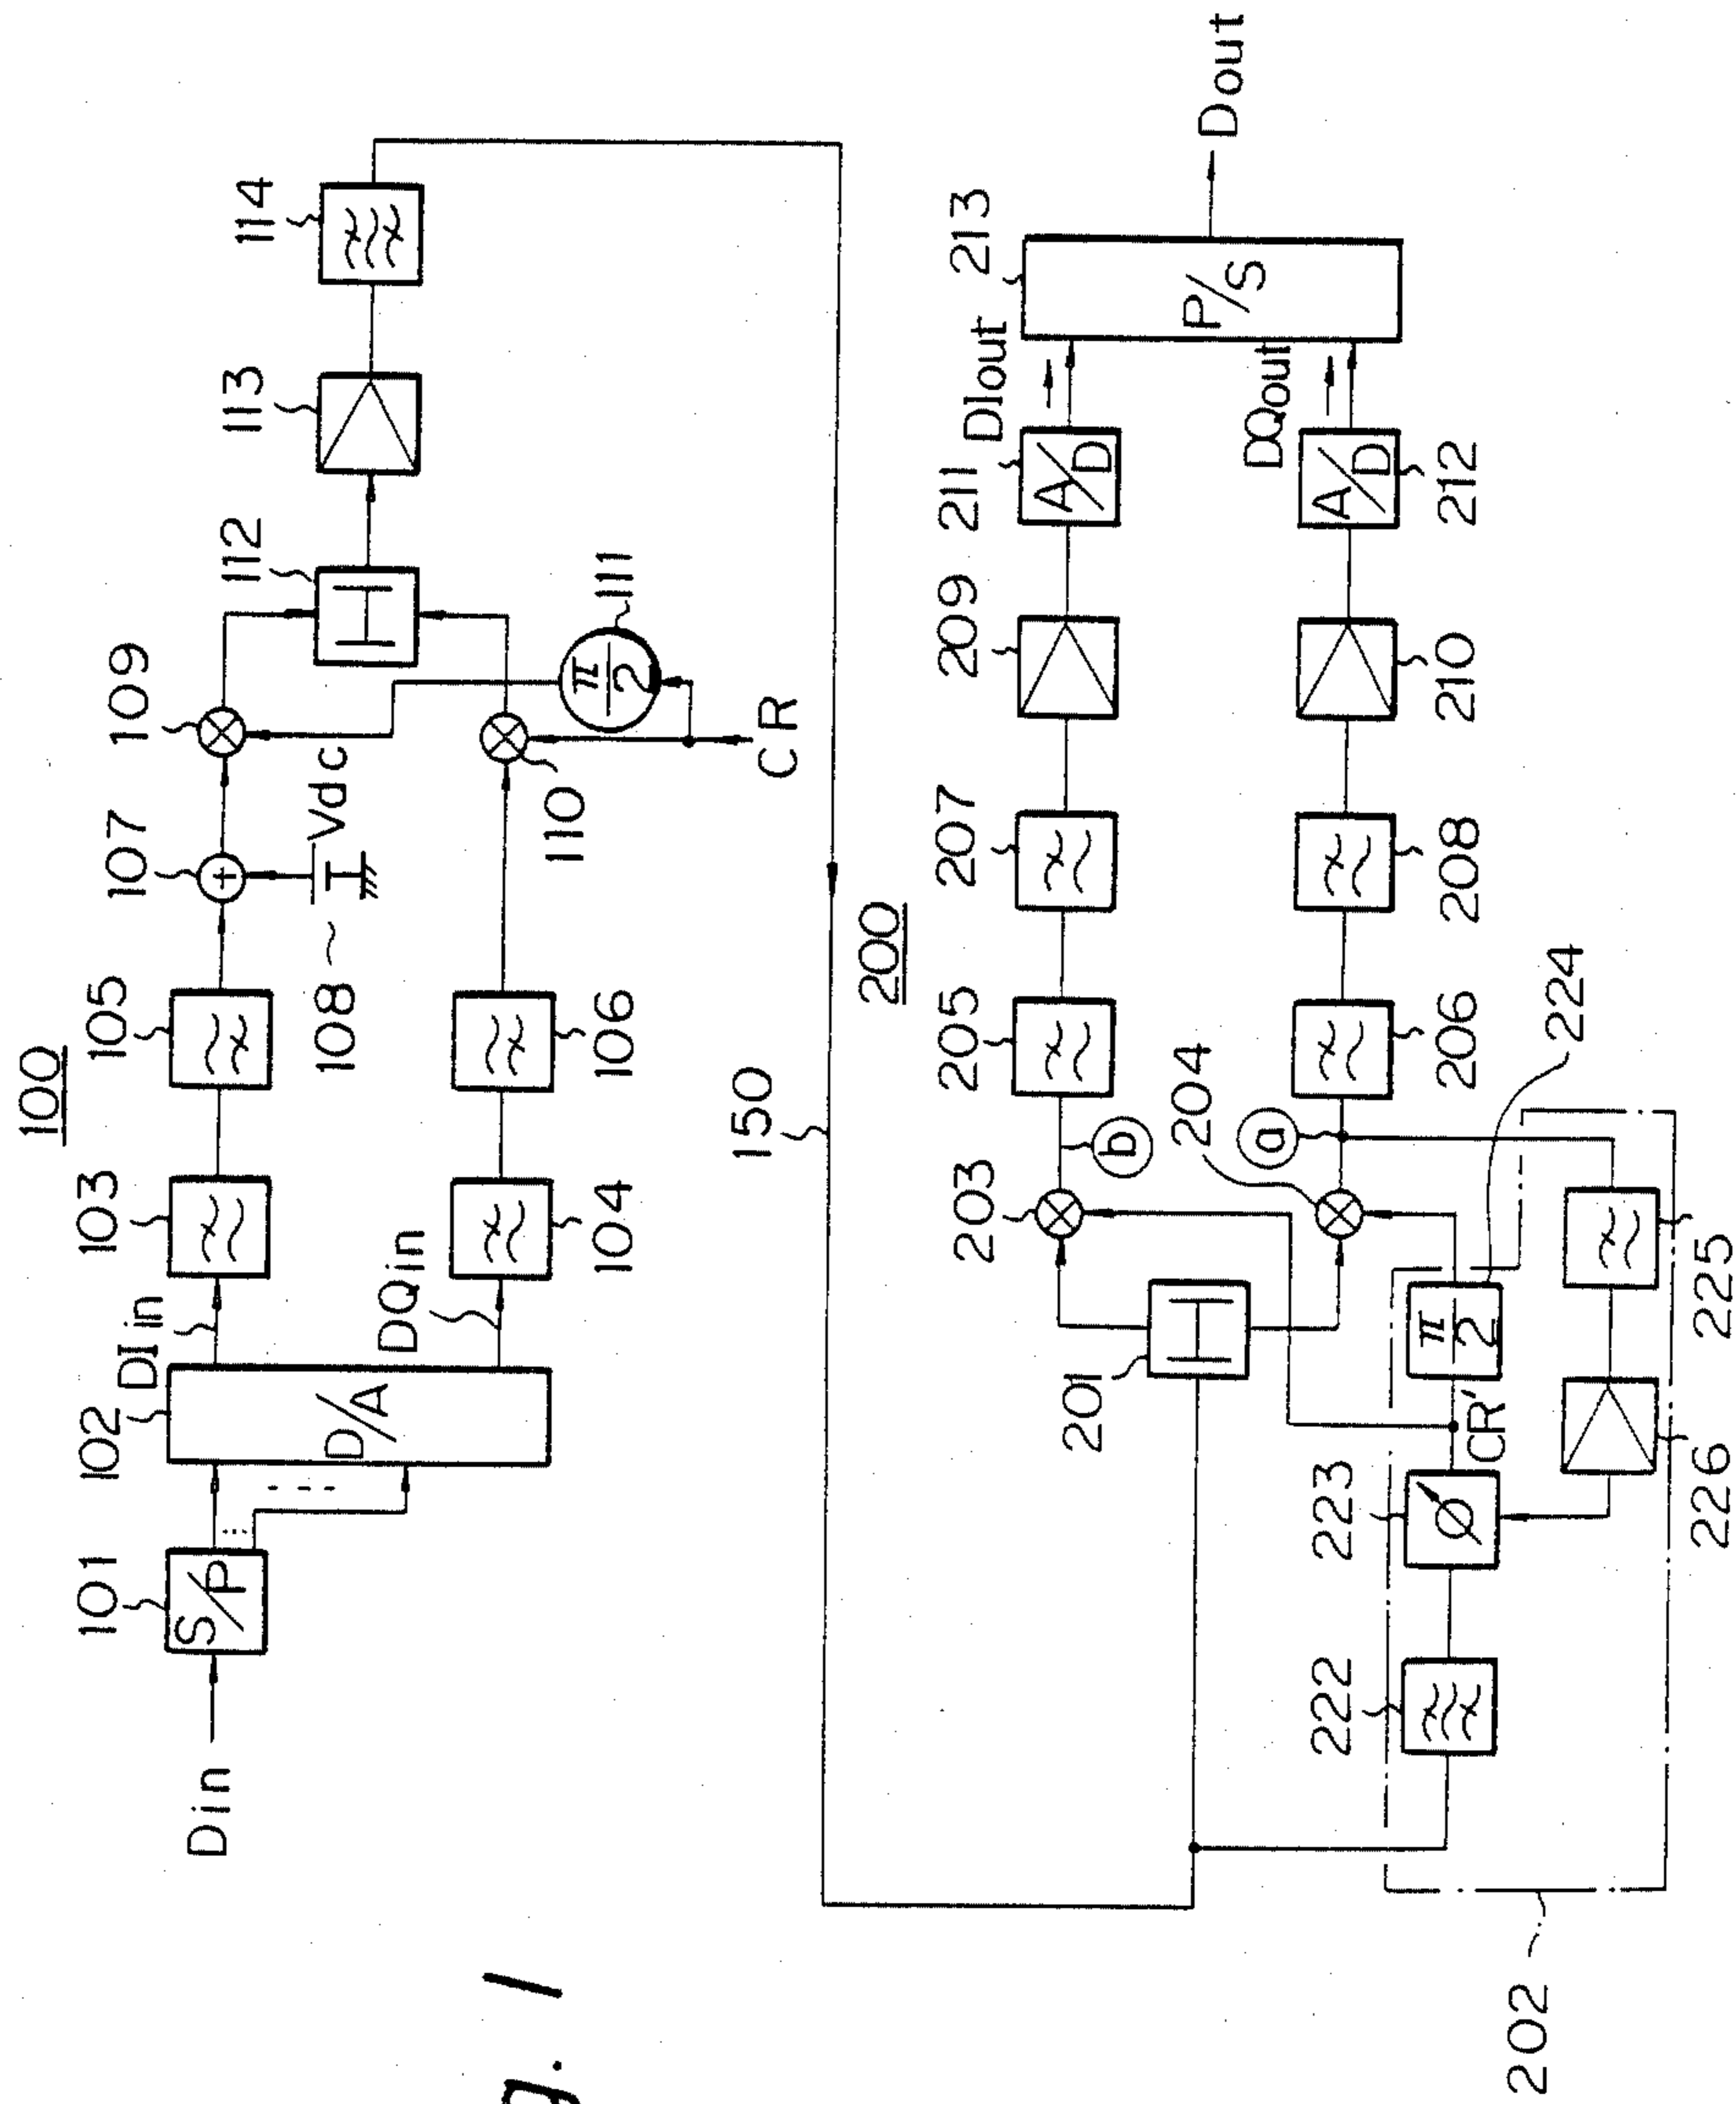 100
101
102
DIin
103
105
107
109
112
113
114
Din
S/P
D/A
DQin
104
108
Vdc
106
110
π/2
111
CR
150
200
201
203
b
205
207
209
211
DIout
213
A/D
P/S
Dout
204
a
206
208
210
212
DQout
A/D
224
π/2
CR'
222
223
Ø
225
226
202
g. 1